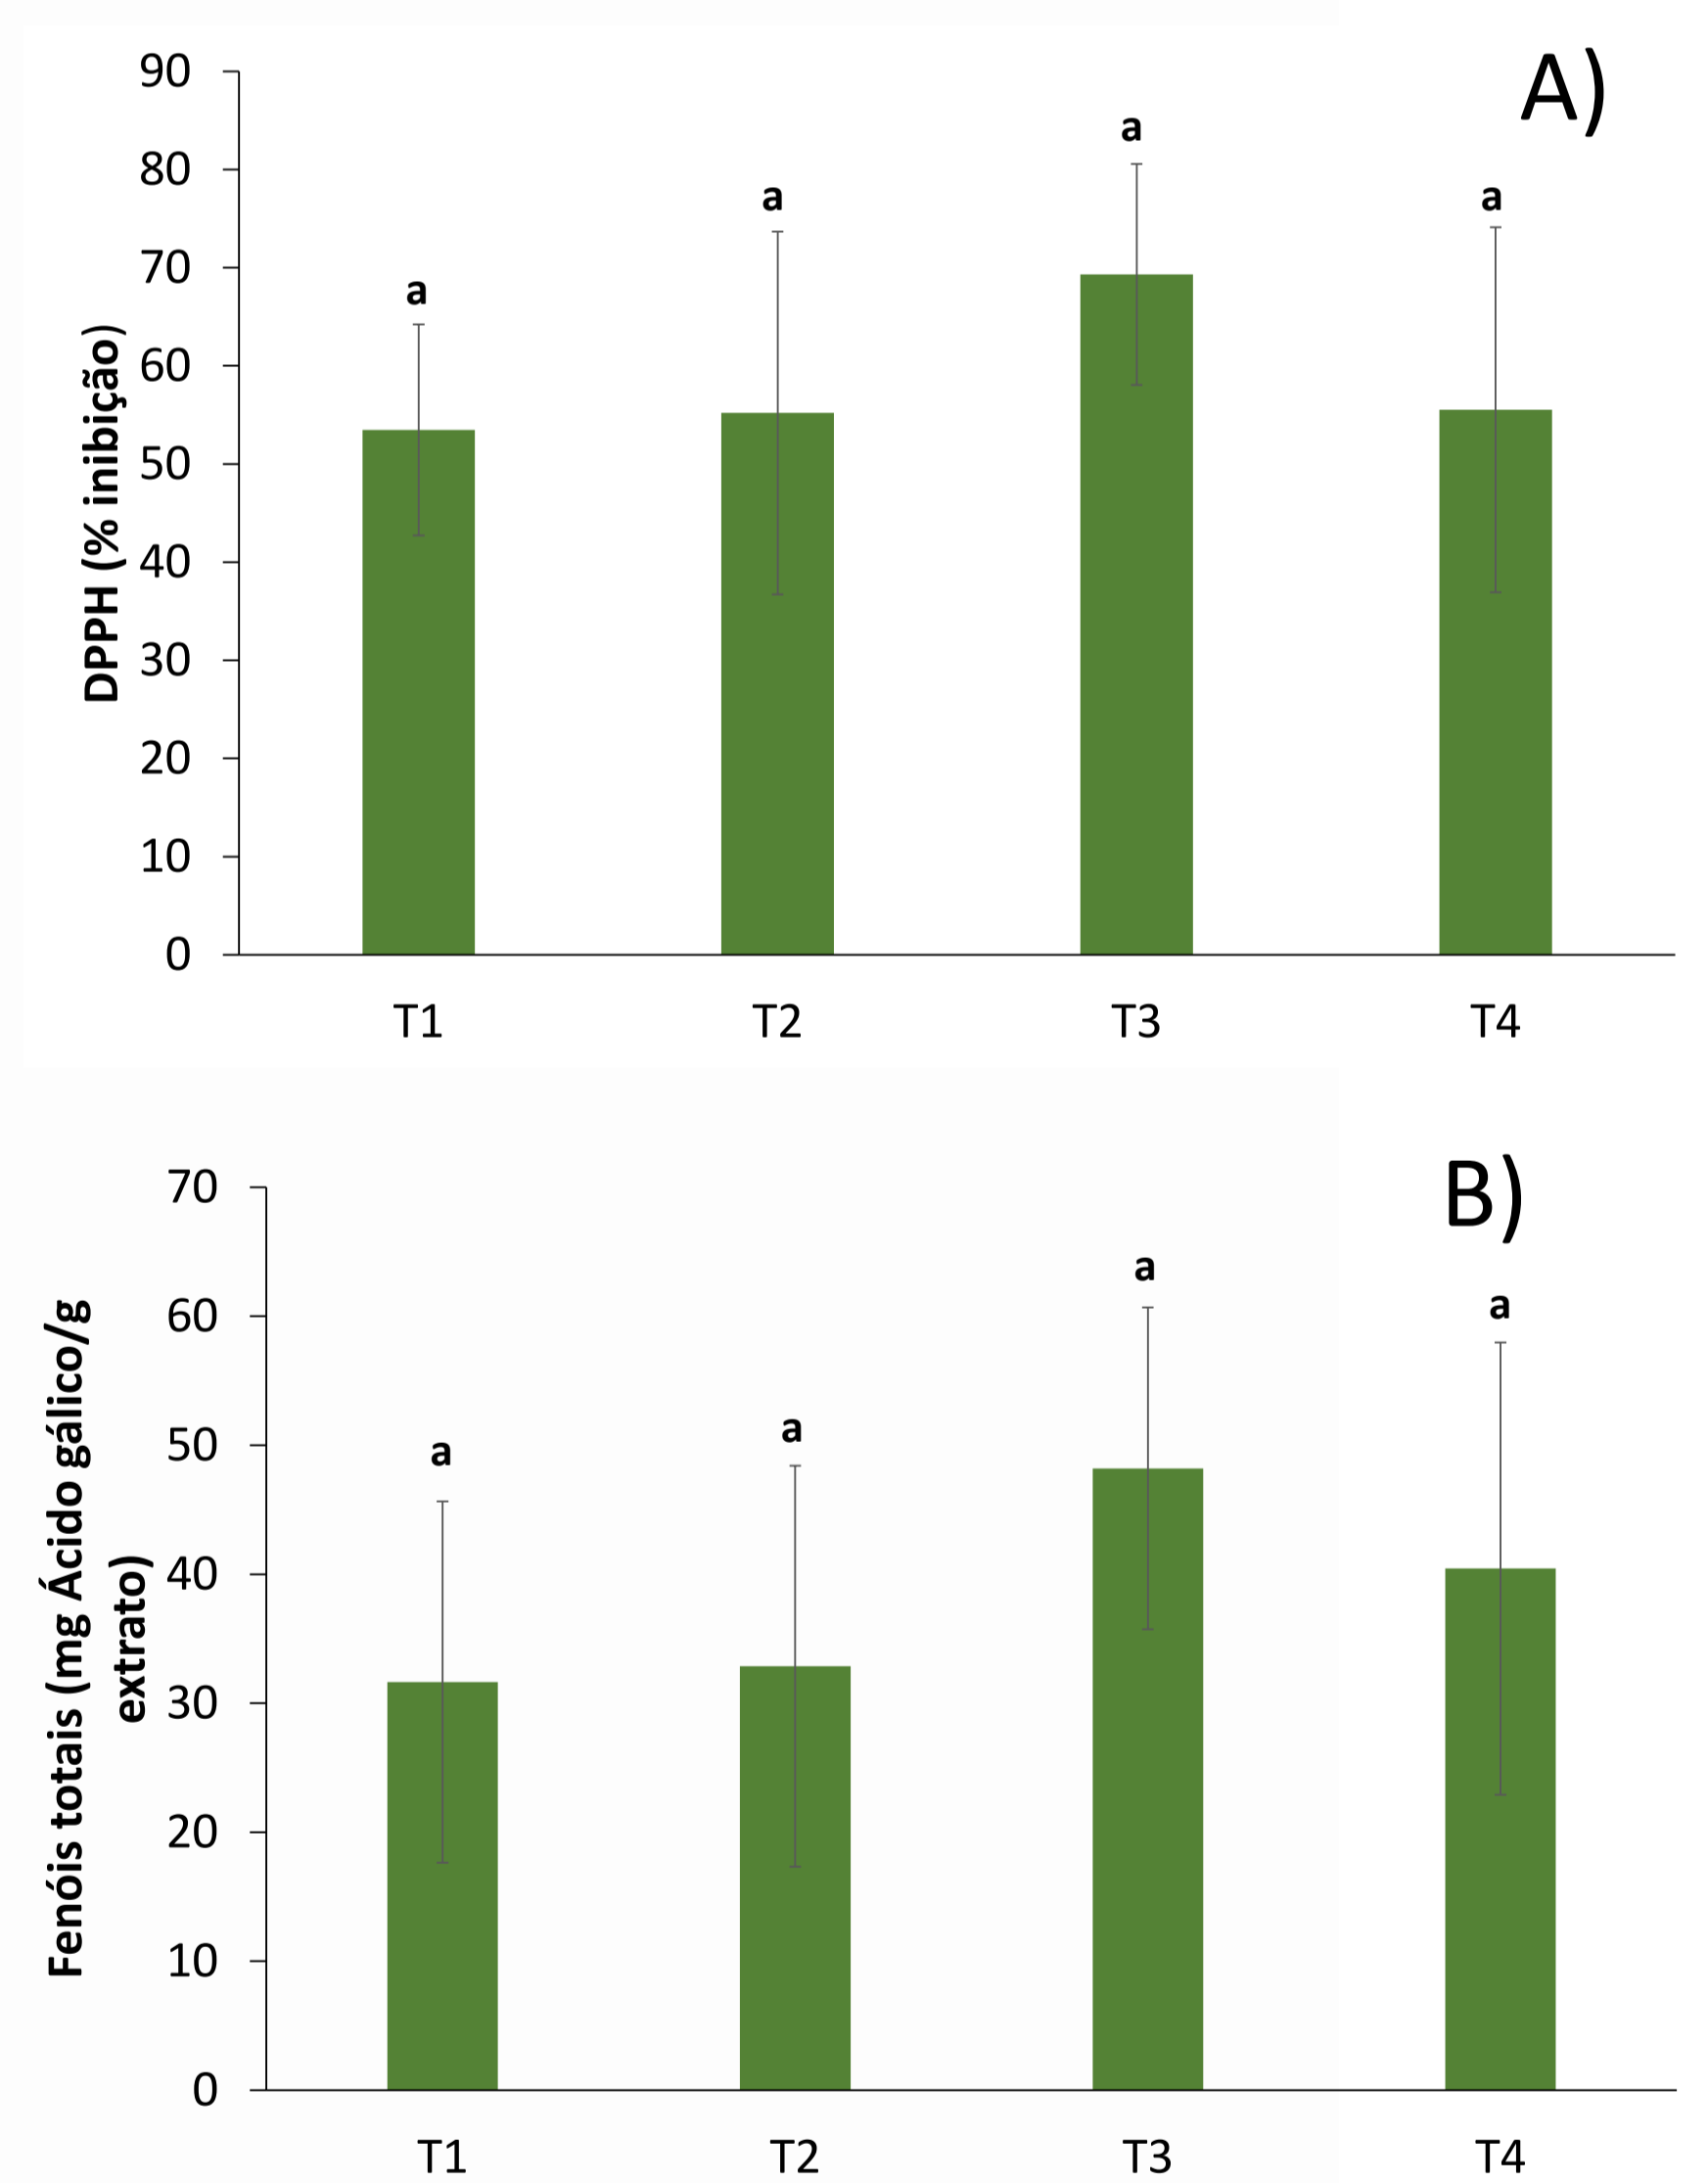 A)
90
80
70
60
50
40
30
20
10
0
DPPH (% inibição)
a
a
a
a
T1
T2
T3
T4
B)
70
60
50
40
30
20
10
0
Fenóis totais (mg Ácido gálico/g
extrato)
a
a
a
a
T1
T2
T3
T4